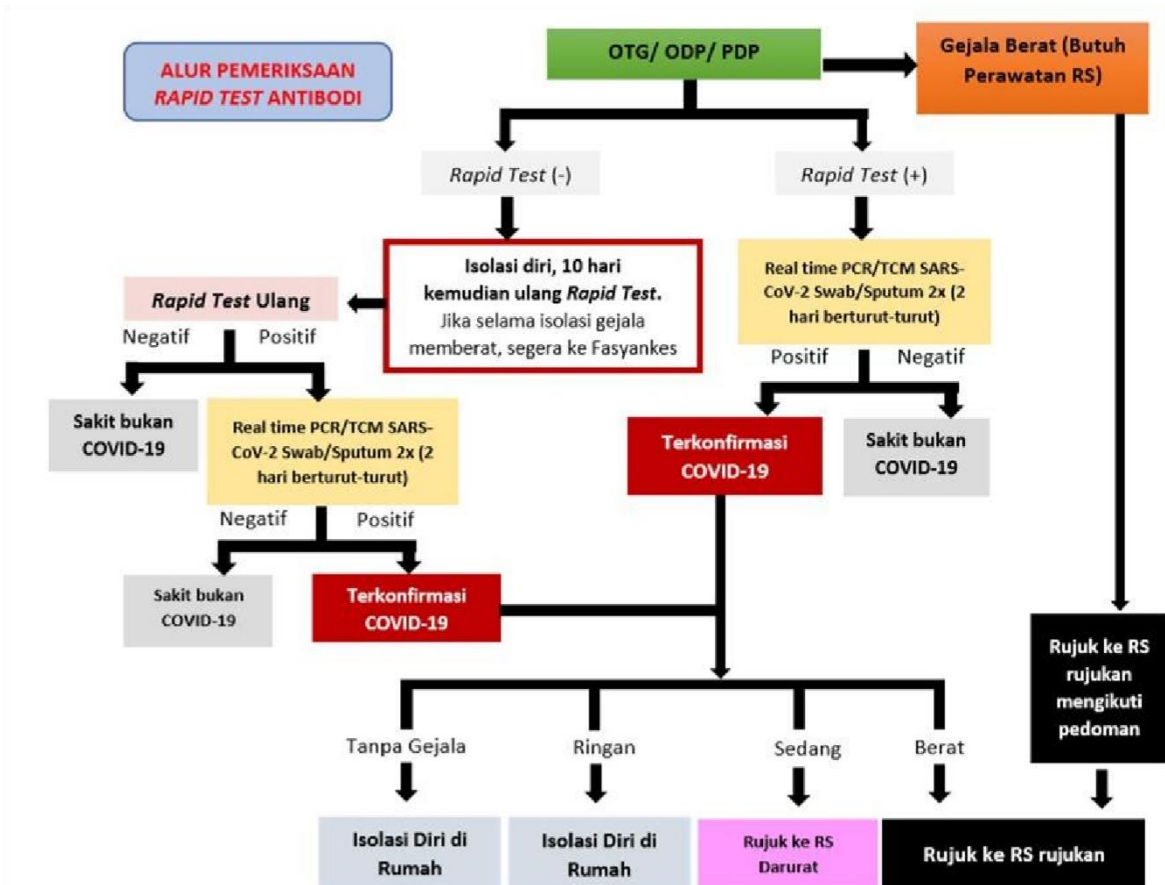 ALUR PEMERIKSAAN
RAPID TEST ANTIBODI
OTG/ ODP/ PDP
Gejala Berat (Butuh
Perawatan RS)
Rapid Test (-)
Rapid Test (+)
Isolasi diri, 10 hari
kemudian ulang Rapid Test.
Jika selama isolasi gejala
memberat, segera ke Fasyankes
Real time PCR/TCM SARS-
CoV-2 Swab/Sputum 2x (2
hari berturut-turut)
Rapid Test Ulang
Negatif
Positif
Positif
Negatif
Sakit bukan
COVID-19
Real time PCR/TCM SARS-
CoV-2 Swab/Sputum 2x (2
hari berturut-turut)
Terkonfirmasi
COVID-19
Sakit bukan
COVID-19
Negatif
Positif
Sakit bukan
COVID-19
Terkonfirmasi
COVID-19
Rujuk ke RS
rujukan
mengikuti
pedoman
Tanpa Gejala
Ringan
Sedang
Berat
Isolasi Diri di
Rumah
Isolasi Diri di
Rumah
Rujuk ke RS
Darurat
Rujuk ke RS rujukan